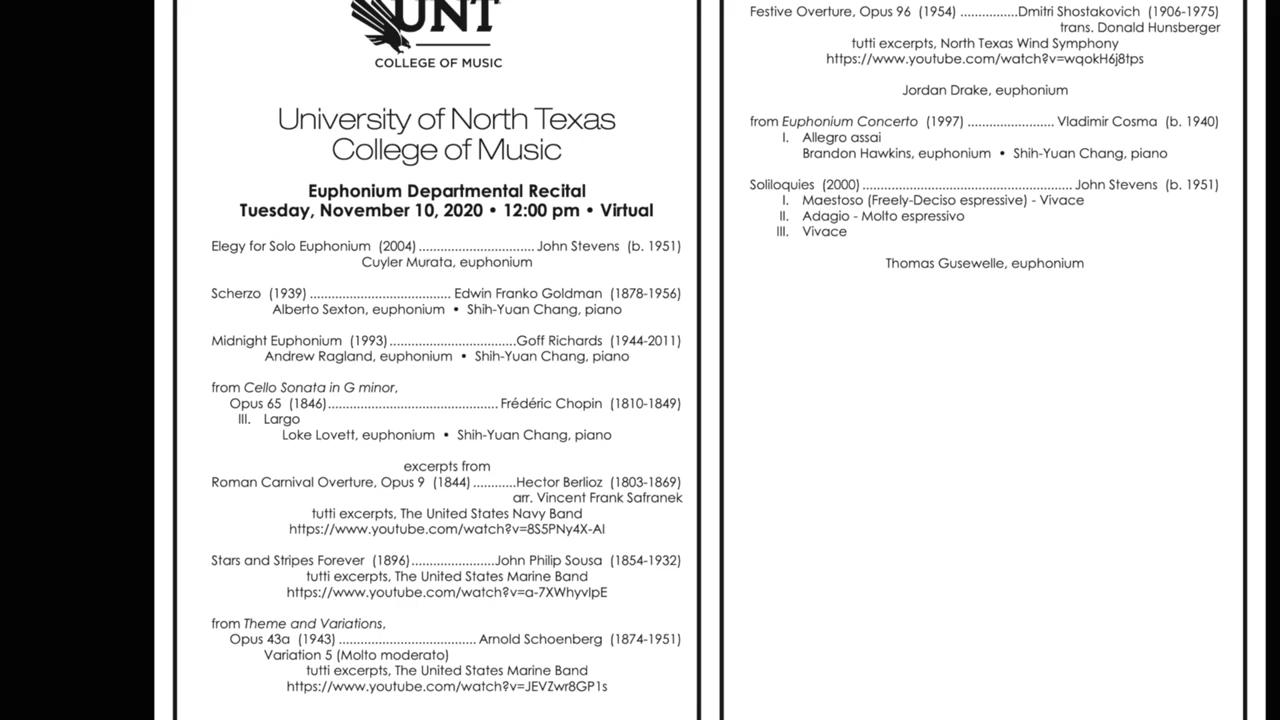 UNT
COLLEGE OF MUSIC
University of North Texas
College of Music
Euphonium Departmental Recital
Tuesday, November 10, 2020 • 12:00 pm • Virtual
Elegy for Solo Euphonium (2004) ................................ John Stevens (b. 1951)
Cuyler Murata, euphonium
Scherzo (1939) ....................................... Edwin Franko Goldman (1878-1956)
Alberto Sexton, euphonium • Shih-Yuan Chang, piano
Midnight Euphonium (1993) ...................................Goff Richards (1944-2011)
Andrew Ragland, euphonium • Shih-Yuan Chang, piano
from Cello Sonata in G minor,
Opus 65 (1846)............................................... Frédéric Chopin (1810-1849)
III. Largo
Loke Lovett, euphonium • Shih-Yuan Chang, piano
excerpts from
Roman Carnival Overture, Opus 9 (1844) ............Hector Berlioz (1803-1869)
arr. Vincent Frank Safranek
tutti excerpts, The United States Navy Band
https://www.youtube.com/watch?v=8S5PNy4X-AI
Stars and Stripes Forever (1896).......................John Philip Sousa (1854-1932)
tutti excerpts, The United States Marine Band
https://www.youtube.com/watch?v=a-7XWhyvIpE
from Theme and Variations,
Opus 43a (1943) ...................................... Arnold Schoenberg (1874-1951)
Variation 5 (Molto moderato)
tutti excerpts, The United States Marine Band
https://www.youtube.com/watch?v=JEVZwr8GP1s
Festive Overture, Opus 96 (1954) ................Dmitri Shostakovich (1906-1975)
trans. Donald Hunsberger
tutti excerpts, North Texas Wind Symphony
https://www.youtube.com/watch?v=wqokH6j8tps
Jordan Drake, euphonium
from Euphonium Concerto (1997) ........................ Vladimir Cosma (b. 1940)
I. Allegro assai
Brandon Hawkins, euphonium • Shih-Yuan Chang, piano
Soliloquies (2000) .......................................................... John Stevens (b. 1951)
I. Maestoso (Freely-Deciso espressive) - Vivace
II. Adagio - Molto espressivo
III. Vivace
Thomas Gusewelle, euphonium